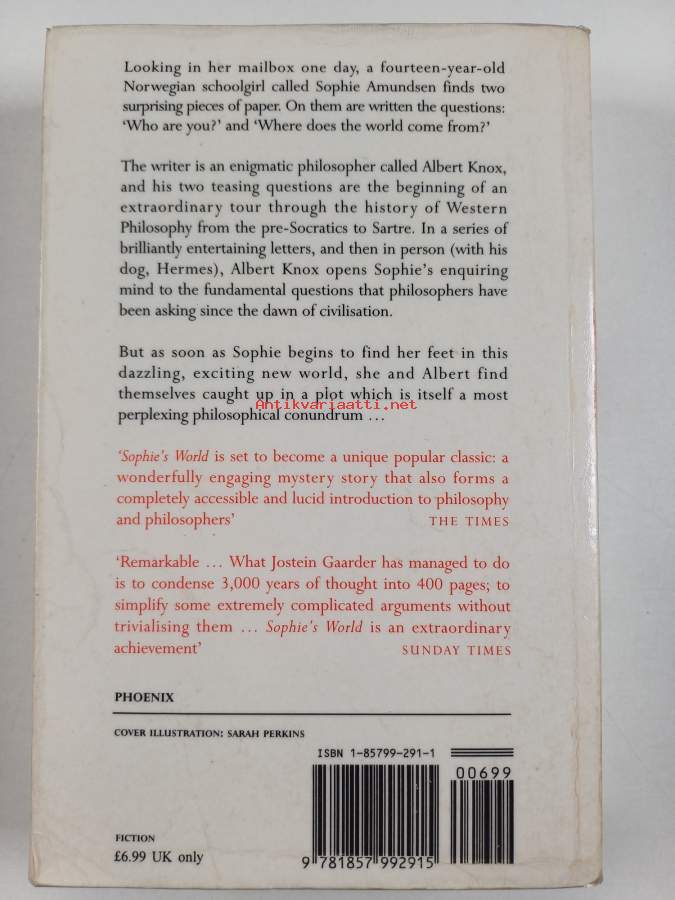 Looking in her mailbox one day, a fourteen-year-old
Norwegian schoolgirl called Sophie Amundsen finds two
surprising pieces of paper. On them are written the questions:
‘Who are you?’ and ‘Where does the world come from?’
The writer is an enigmatic philosopher called Albert Knox,
and his two teasing questions are the beginning of an
extraordinary tour through the history of Western
Philosophy from the pre-Socratics to Sartre. In a series of
brilliantly entertaining letters, and then in person (with his
dog, Hermes), Albert Knox opens Sophie’s enquiring
mind to the fundamental questions that philosophers have
been asking since the dawn of civilisation.
But as soon as Sophie begins to find her feet in this
dazzling, exciting new world, she and Albert find
themselves caught up in a plot which is itself a most
Antikvariaatti.net
perplexing philosophical conundrum …
‘Sophie’s World is set to become a unique popular classic: a
wonderfully engaging mystery story that also forms a
completely accessible and lucid introduction to philosophy
and philosophers’ THE TIMES
‘Remarkable … What Jostein Gaarder has managed to do
is to condense 3,000 years of thought into 400 pages; to
simplify some extremely complicated arguments without
trivialising them … Sophie’s World is an extraordinary
achievement’ SUNDAY TIMES
PHOENIX
COVER ILLUSTRATION: SARAH PERKINS
ISBN 1-85799-291-1
00699
FICTION
£6.99 UK only
9 781857 992915